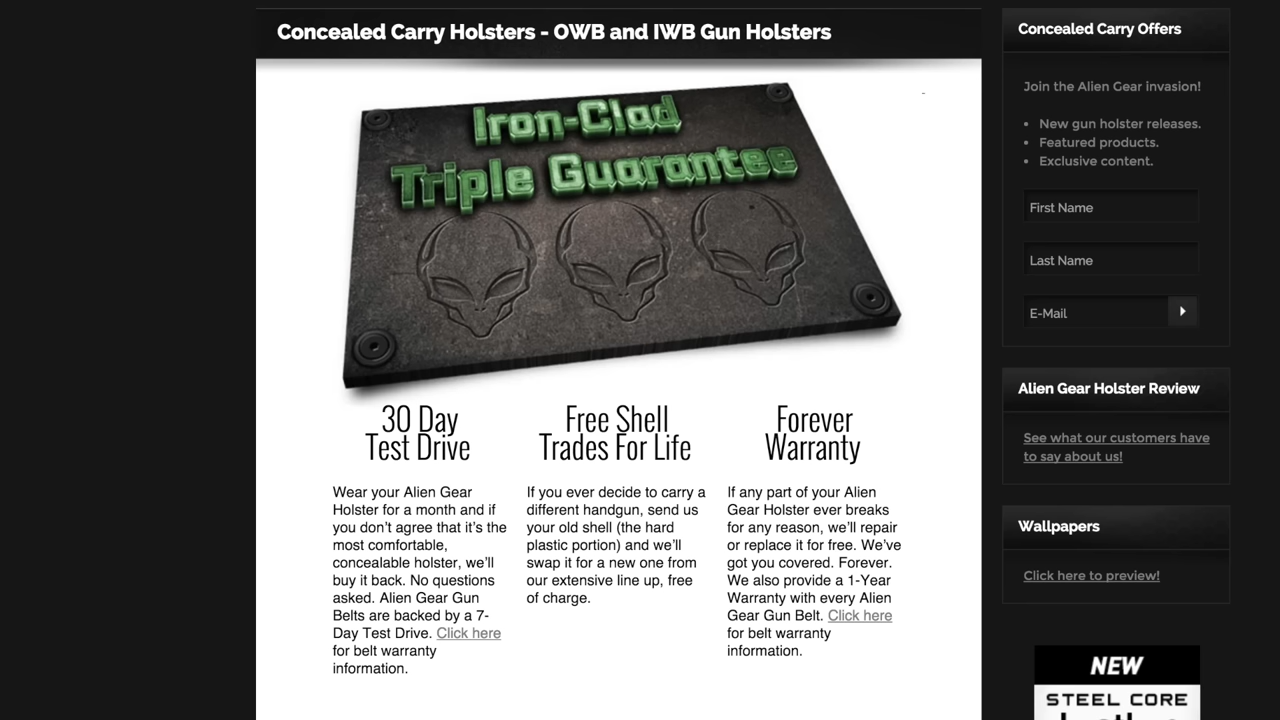 Concealed Carry Holsters - OWB and IWB Gun Holsters
Iron-Clad
Triple Guarantee
30 Day
Test Drive
Wear your Alien Gear
Holster for a month and if
you don’t agree that it’s the
most comfortable,
concealable holster, we’ll
buy it back. No questions
asked. Alien Gear Gun
Belts are backed by a 7-
Day Test Drive. Click here
for belt warranty
information.
Free Shell
Trades For Life
If you ever decide to carry a
different handgun, send us
your old shell (the hard
plastic portion) and we’ll
swap it for a new one from
our extensive line up, free
of charge.
Forever
Warranty
If any part of your Alien
Gear Holster ever breaks
for any reason, we’ll repair
or replace it for free. We’ve
got you covered. Forever.
We also provide a 1-Year
Warranty with every Alien
Gear Gun Belt. Click here
for belt warranty
information.
Concealed Carry Offers
Join the Alien Gear invasion!
• New gun holster releases.
• Featured products.
• Exclusive content.
First Name
Last Name
E-Mail
Alien Gear Holster Review
See what our customers have
to say about us!
Wallpapers
Click here to preview!
NEW
STEEL CORE